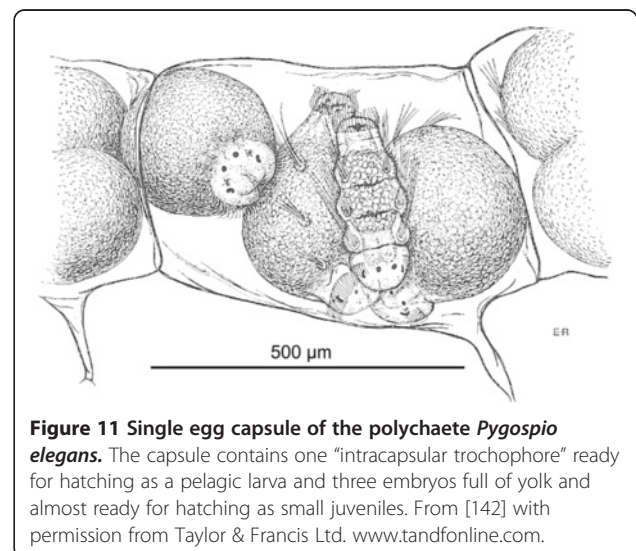 E·R
500 µm
Figure 11 Single egg capsule of the polychaete Pygospio
elegans. The capsule contains one “intracapsular trochophore” ready
for hatching as a pelagic larva and three embryos full of yolk and
almost ready for hatching as small juveniles. From [142] with
permission from Taylor & Francis Ltd. www.tandfonline.com.